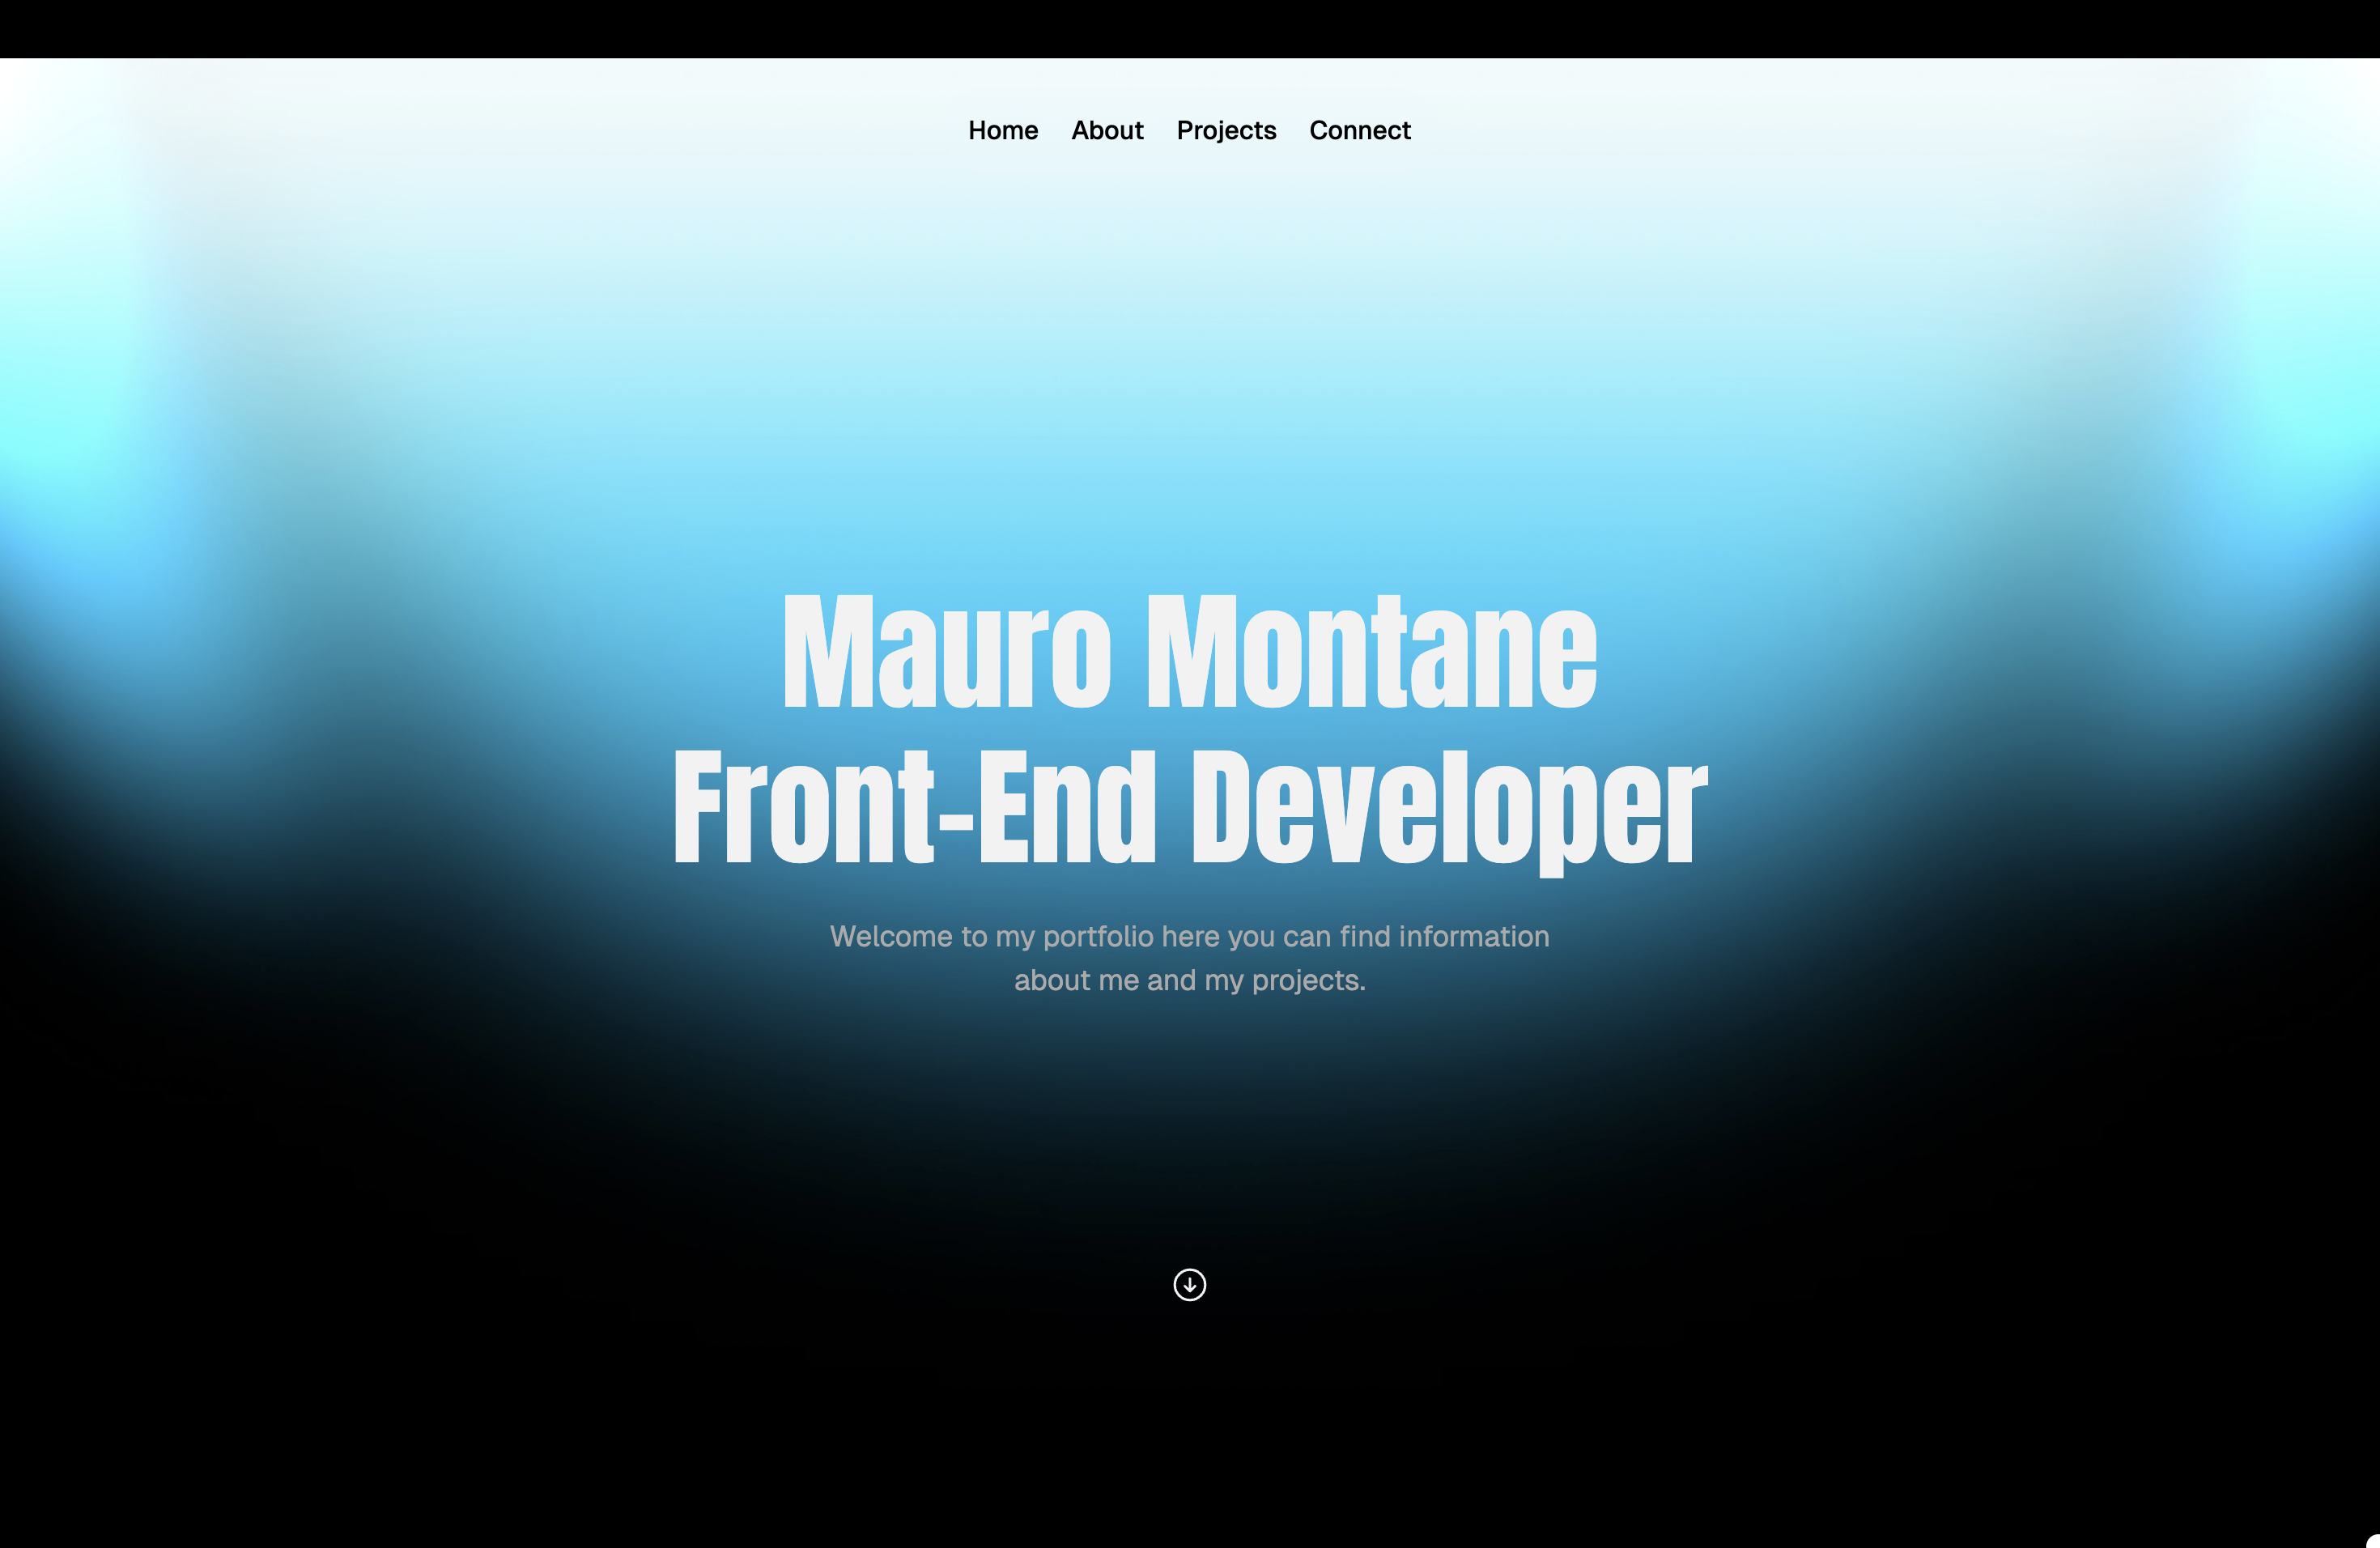 Home About Projects Connect
Mauro Montane
Front-End Developer
Welcome to my portfolio here you can find information
about me and my projects.